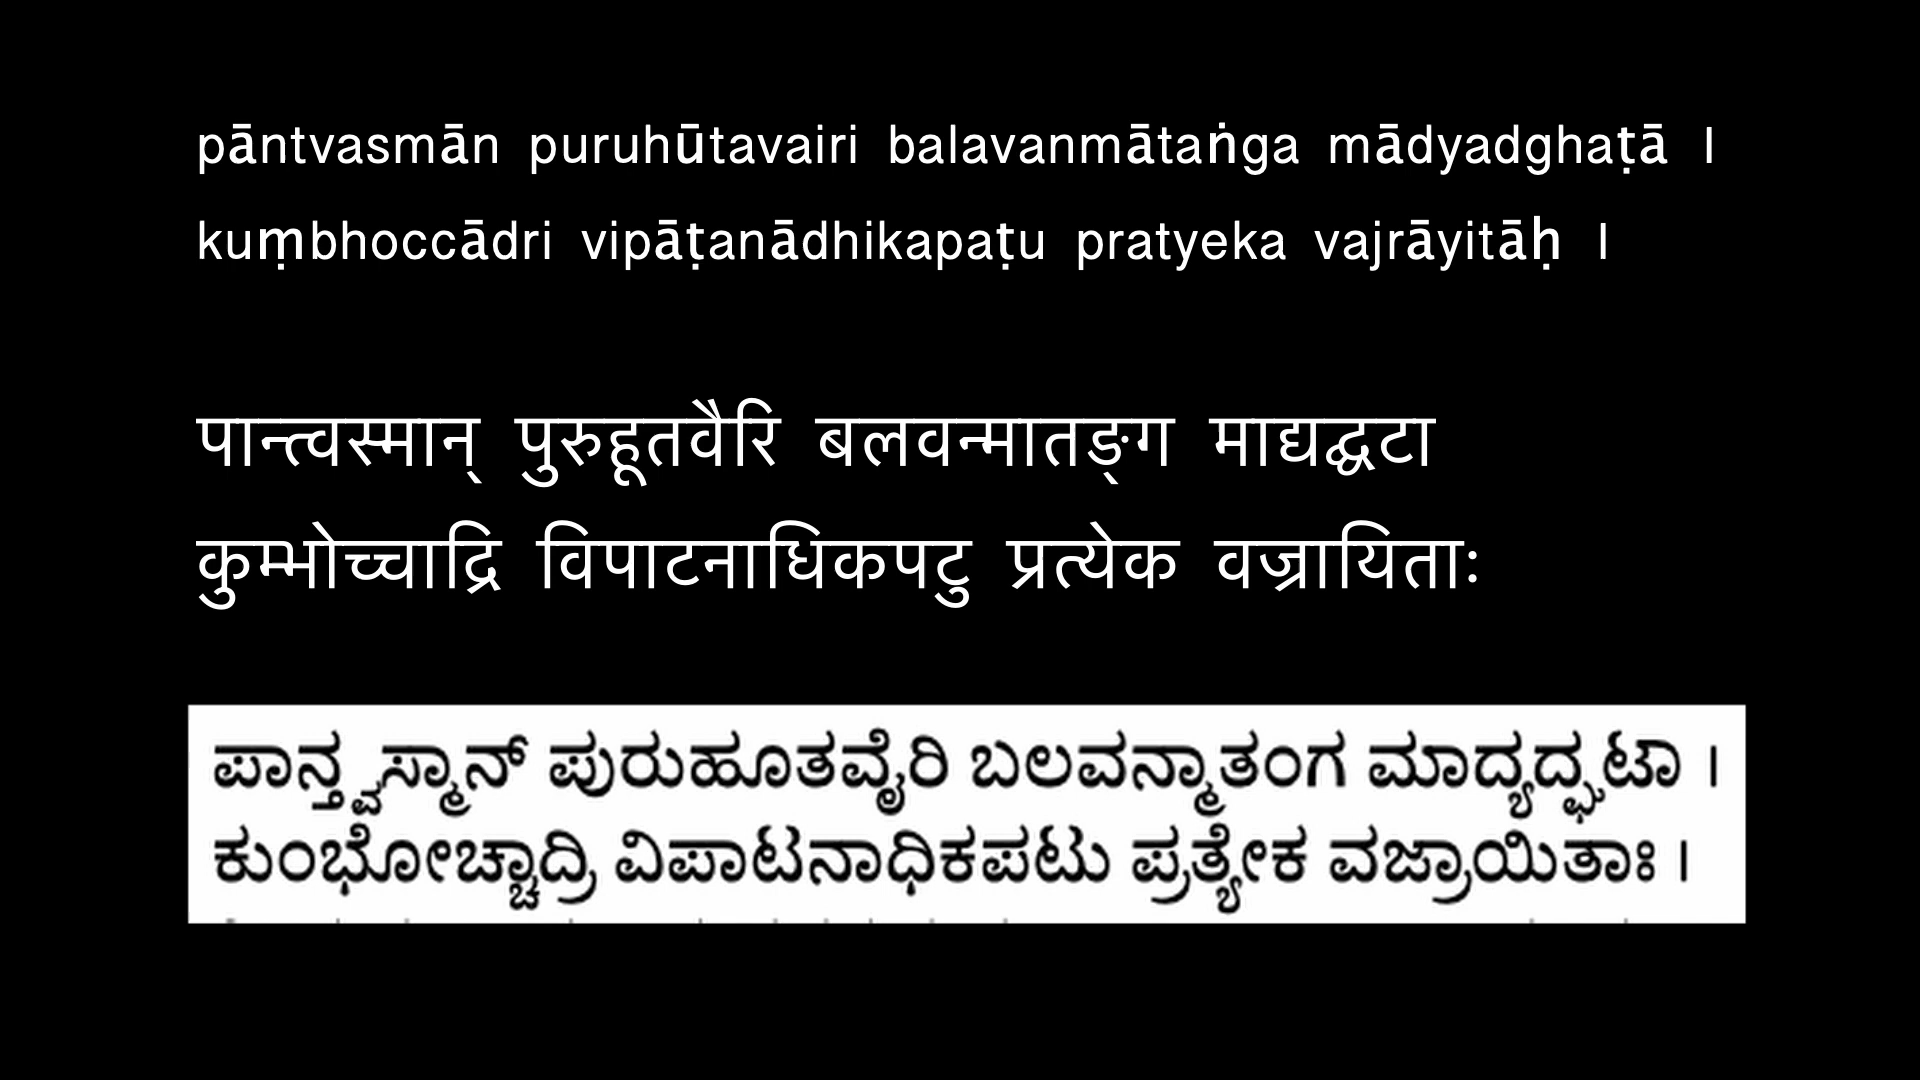 pāntvasmān puruhūtavairi balavanmātaṅga mādyadghaṭā ।
kuṃbhoccādri vipāṭanādhikapaṭu pratyeka vajrāyitāḥ ।
पान्त्वस्मान् पुरुहूतवैरि बलवन्मातङ्ग माद्यद्घटा
कुम्भोच्चाद्रि विपाटनाधिकपटु प्रत्येक वज्रायिताः
ಪಾನ್ತ್ವಸ್ಮಾನ್ ಪುರುಹೂತವೈರಿ ಬಲವನ್ಮಾತಂಗ ಮಾದ್ಯದ್ಘಟಾ ।
ಕುಂಭೋಚ್ಚಾದ್ರಿ ವಿಪಾಟನಾಧಿಕಪಟು ಪ್ರತ್ಯೇಕ ವಜ್ರಾಯಿತಾಃ ।